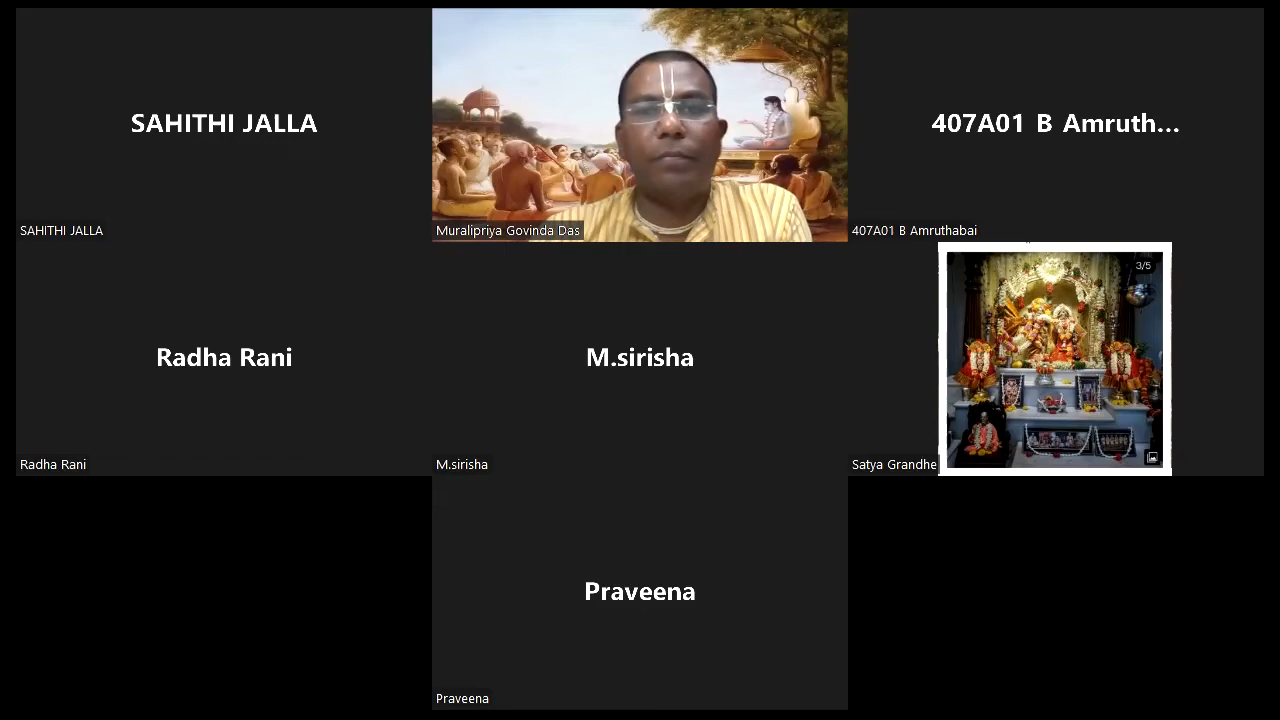 SAHITHI JALLA
SAHITHI JALLA
Muralipriya Govinda Das
407A01 B Amruth...
407A01 B Amruthabai
Radha Rani
Radha Rani
M.sirisha
M.sirisha
3/5
Satya Grandhe
Praveena
Praveena